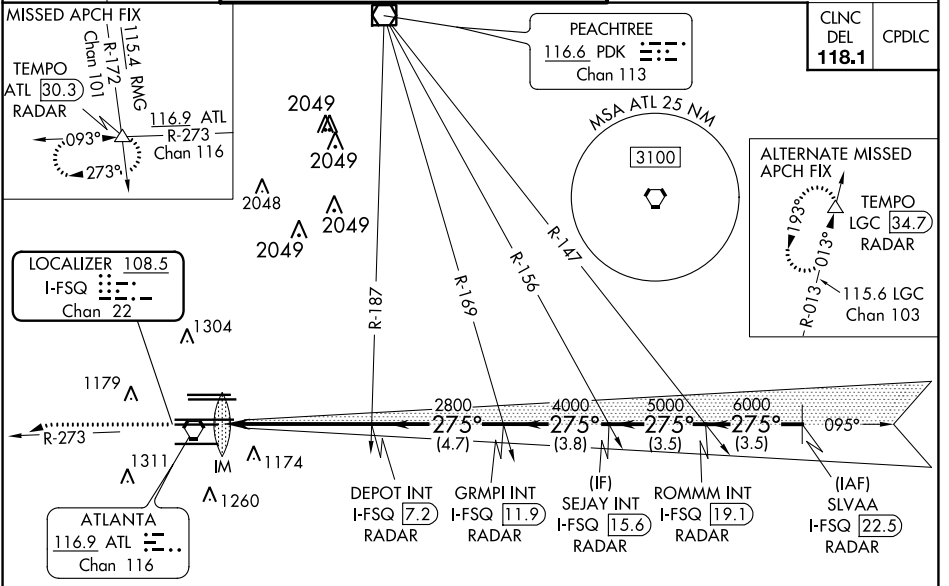 MISSED APCH FIX
115.4 RMG
R-172
Chan 101
TEMPO
ATL 30.3
RADAR
116.9 ATL
R-273
Chan 116
093°
273°
PEACHTREE
116.6 PDK
Chan 113
CLNC
DEL
118.1
CPDLC
2049
2049
2048
2049
2049
MSA ATL 25 NM
3100
ALTERNATE MISSED
APCH FIX
TEMPO
LGC 34.7
RADAR
193°
013°
R-013
115.6 LGC
Chan 103
LOCALIZER 108.5
I-FSQ
Chan 22
R-187
R-169
R-156
R-147
1304
1179
1311
1174
1260
R-273
IM
2800
275°
(4.7)
4000
275°
(3.8)
5000
275°
(3.5)
6000
275°
(3.5)
095°
DEPOT INT
I-FSQ 7.2
RADAR
GRMPI INT
I-FSQ 11.9
RADAR
(IF)
SEJAY INT
I-FSQ 15.6
RADAR
ROMMM INT
I-FSQ 19.1
RADAR
(IAF)
SLVAA
I-FSQ 22.5
RADAR
ATLANTA
116.9 ATL
Chan 116